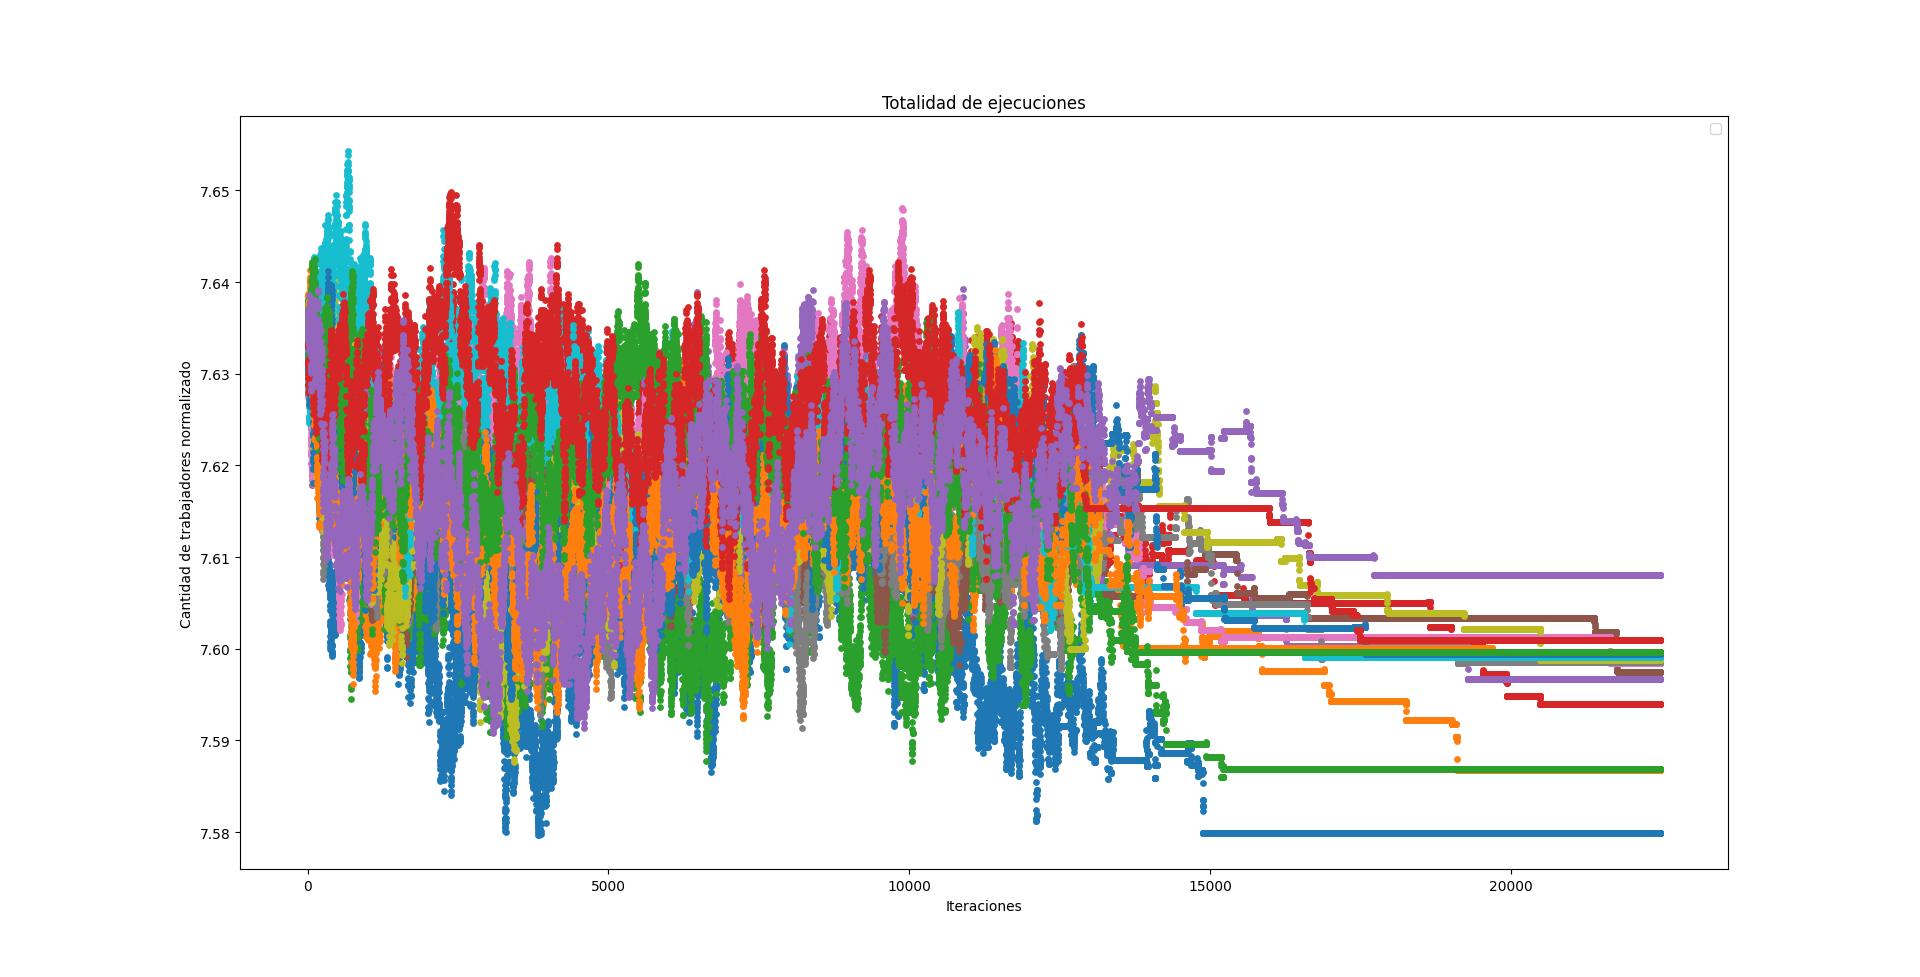 Totalidad de ejecuciones
Cantidad de trabajadores normalizado
7.65
7.64
7.63
7.62
7.61
7.60
7.59
7.58
0 5000 10000 15000 20000
Iteraciones